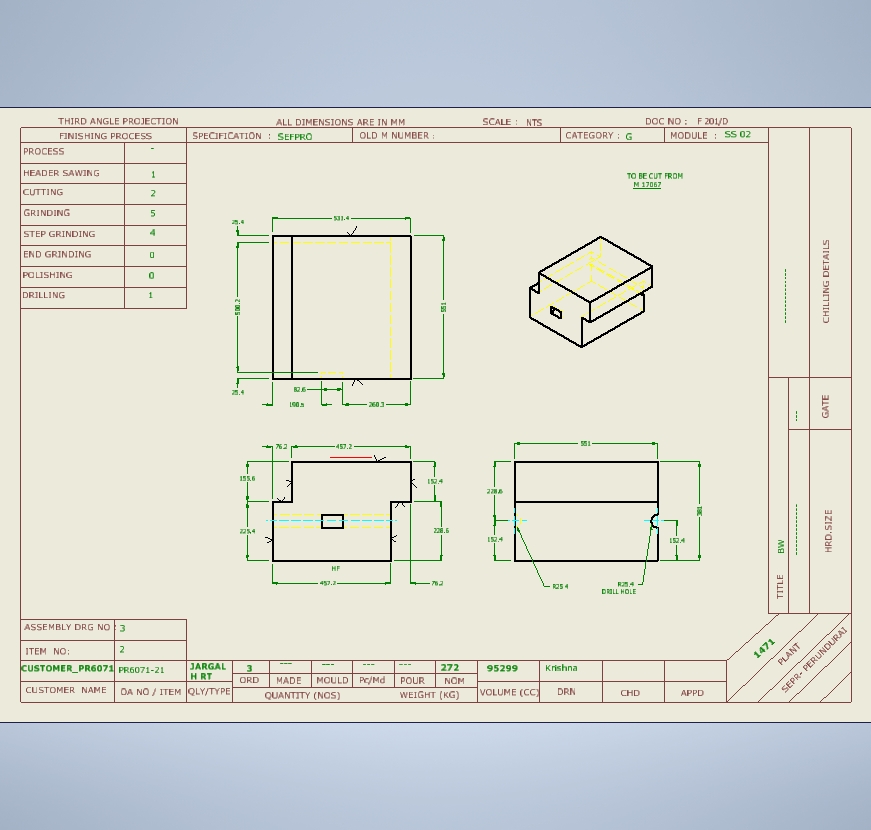 THIRD ANGLE PROJECTION ALL DIMENSIONS ARE IN MM SCALE : NTS DOC NO : F 201/D
FINISHING PROCESS SPECIFICATION : SEFPRO OLD M NUMBER : CATEGORY : G MODULE : SS 02
PROCESS -
HEADER SAWING 1
CUTTING 2
GRINDING 5
STEP GRINDING 4
END GRINDING 0
POLISHING 0
DRILLING 1
TO BE CUT FROM
M 17067
533.4
25.4
500.2
551
25.4
82.6
190.5 260.3
76.2 457.2
155.6 152.4
225.4 228.6
HF
457.2 76.2
551
228.6
381
152.4 152.4
R25.4 R25.4
DRILL HOLE
CHILLING DETAILS
GATE
HRD.SIZE
TITLE BW
ASSEMBLY DRG NO : 3
ITEM NO: 2
CUSTOMER_PR6071 PR6071-21 JARGAL H RT 3 --- --- --- --- 272 95299 Krishna
CUSTOMER NAME OA NO / ITEM QLY/TYPE ORD MADE MOULD Pc/Md POUR NOM VOLUME (CC) DRN CHD APPD
QUANTITY (NOS) WEIGHT (KG)
1471
PLANT
SEPR- PERUNDURAI